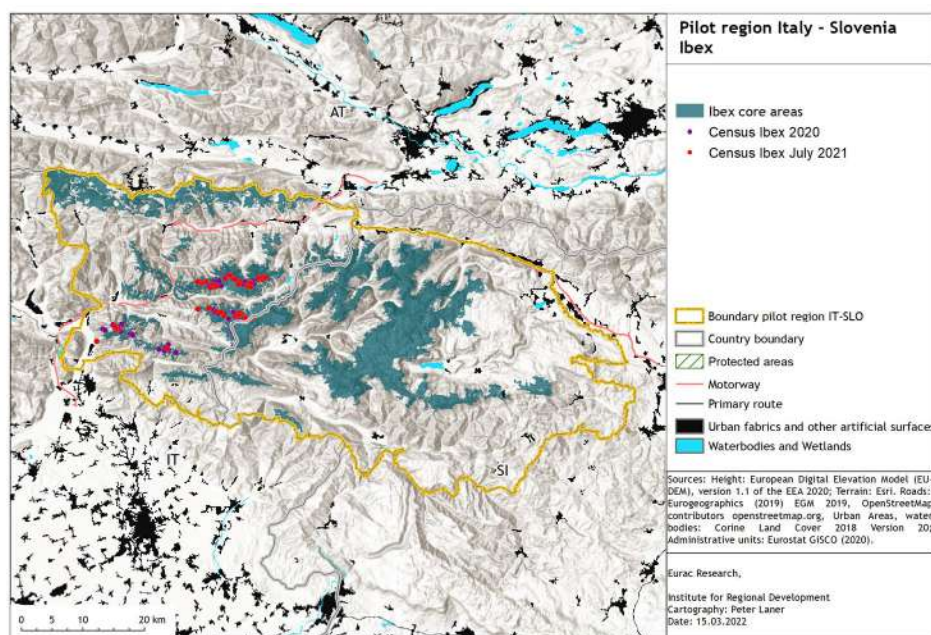 Pilot region Italy - Slovenia
Ibex
Ibex core areas
Census Ibex 2020
Census Ibex July 2021
Boundary pilot region IT-SLO
Country boundary
Protected areas
Motorway
Primary route
Urban fabrics and other artificial surfaces
Waterbodies and Wetlands
Sources: Height: European Digital Elevation Model (EU-
DEM), version 1.1 of the EEA 2020; Terrain: Esri. Roads:
Eurogeographics (2019) EGM 2019, OpenStreetMap
contributors openstreetmap.org, Urban Areas, water
bodies: Corine Land Cover 2018 Version 20;
Administrative units: Eurostat GISCO (2020).
Eurac Research,
Institute for Regional Development
Cartography: Peter Laner
Date: 15.03.2022
AT
IT
SI
0 5 10 20 km